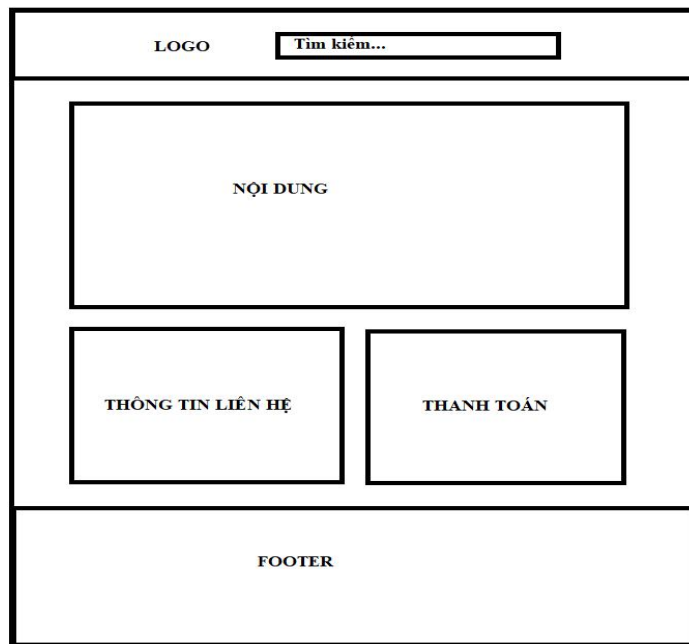 LOGO
Tìm kiếm...
NỘI DUNG
THÔNG TIN LIÊN HỆ
THANH TOÁN
FOOTER